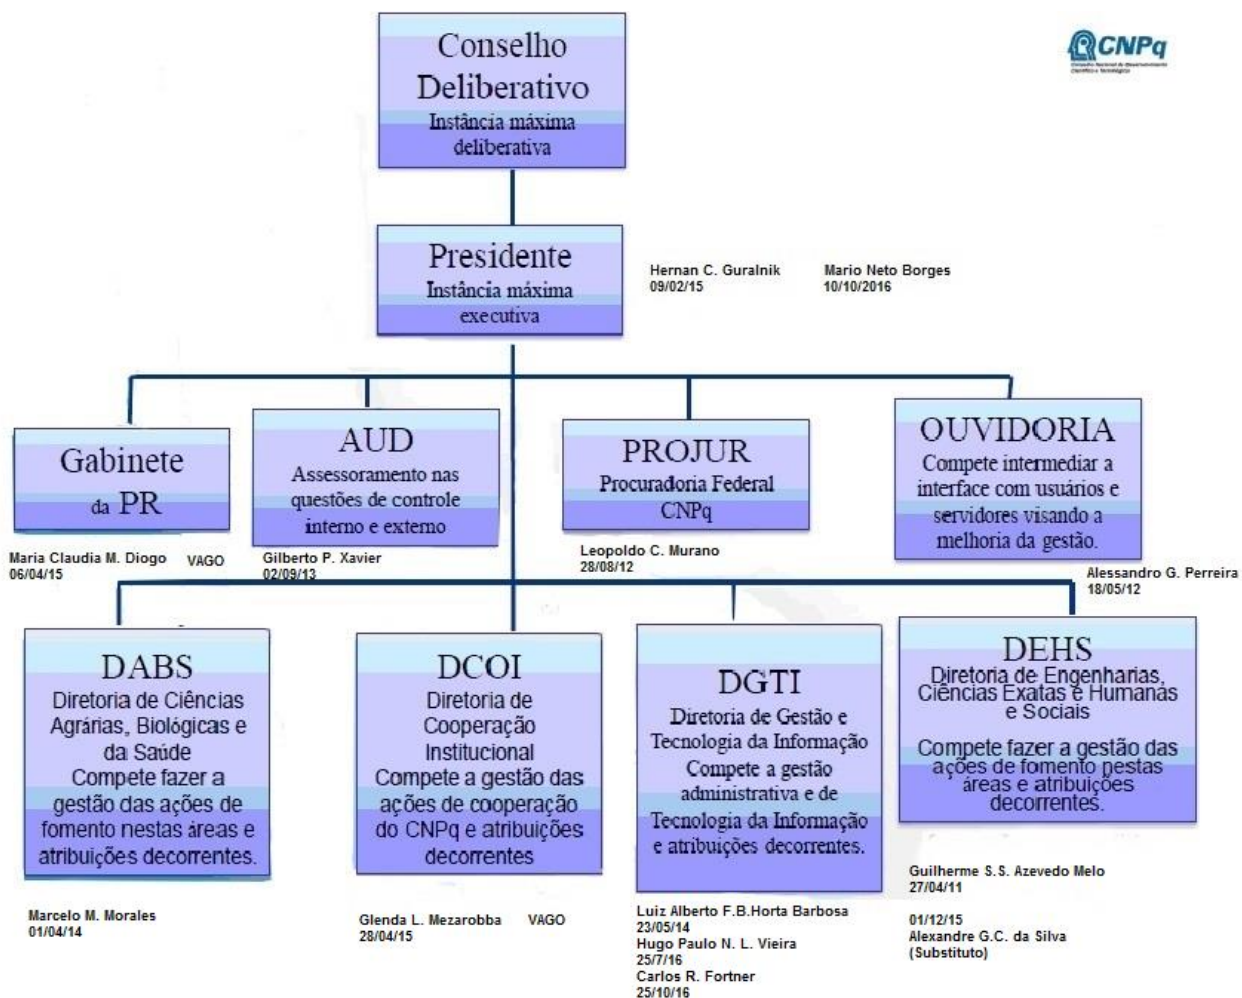 Conselho
Deliberativo
Instância máxima
deliberativa
CNPq
Conselho Nacional de Desenvolvimento
Científico e Tecnológico
Presidente
Instância máxima
executiva
Hernan C. Guralnik
09/02/15
Mario Neto Borges
10/10/2016
Gabinete
da PR
AUD
Assessoramento nas
questões de controle
interno e externo
PROJUR
Procuradoria Federal
CNPq
OUVIDORIA
Compete intermediar a
interface com usuários e
servidores visando a
melhoria da gestão.
Maria Claudia M. Diogo
06/04/15
VAGO
Gilberto P. Xavier
02/09/13
Leopoldo C. Murano
28/08/12
Alessandro G. Perreira
18/05/12
DABS
Diretoria de Ciências
Agrárias, Biológicas e
da Saúde
Compete fazer a
gestão das ações de
fomento nestas áreas e
atribuições decorrentes.
DCOI
Diretoria de
Cooperação
Institucional
Compete a gestão das
ações de cooperação
do CNPq e atribuições
decorrentes
DGTI
Diretoria de Gestão e
Tecnologia da Informação
Compete a gestão
administrativa e de
Tecnologia da Informação
e atribuições decorrentes.
DEHS
Diretoria de Engenharias,
Ciências Exatas e Humanas
e Sociais
Compete fazer a gestão das
ações de fomento nestas
áreas e atribuições
decorrentes.
Marcelo M. Morales
01/04/14
Glenda L. Mezarobba
28/04/15
VAGO
Luiz Alberto F.B.Horta Barbosa
23/05/14
Hugo Paulo N. L. Vieira
25/7/16
Carlos R. Fortner
25/10/16
Guilherme S.S. Azevedo Melo
27/04/11
01/12/15
Alexandre G.C. da Silva
(Substituto)